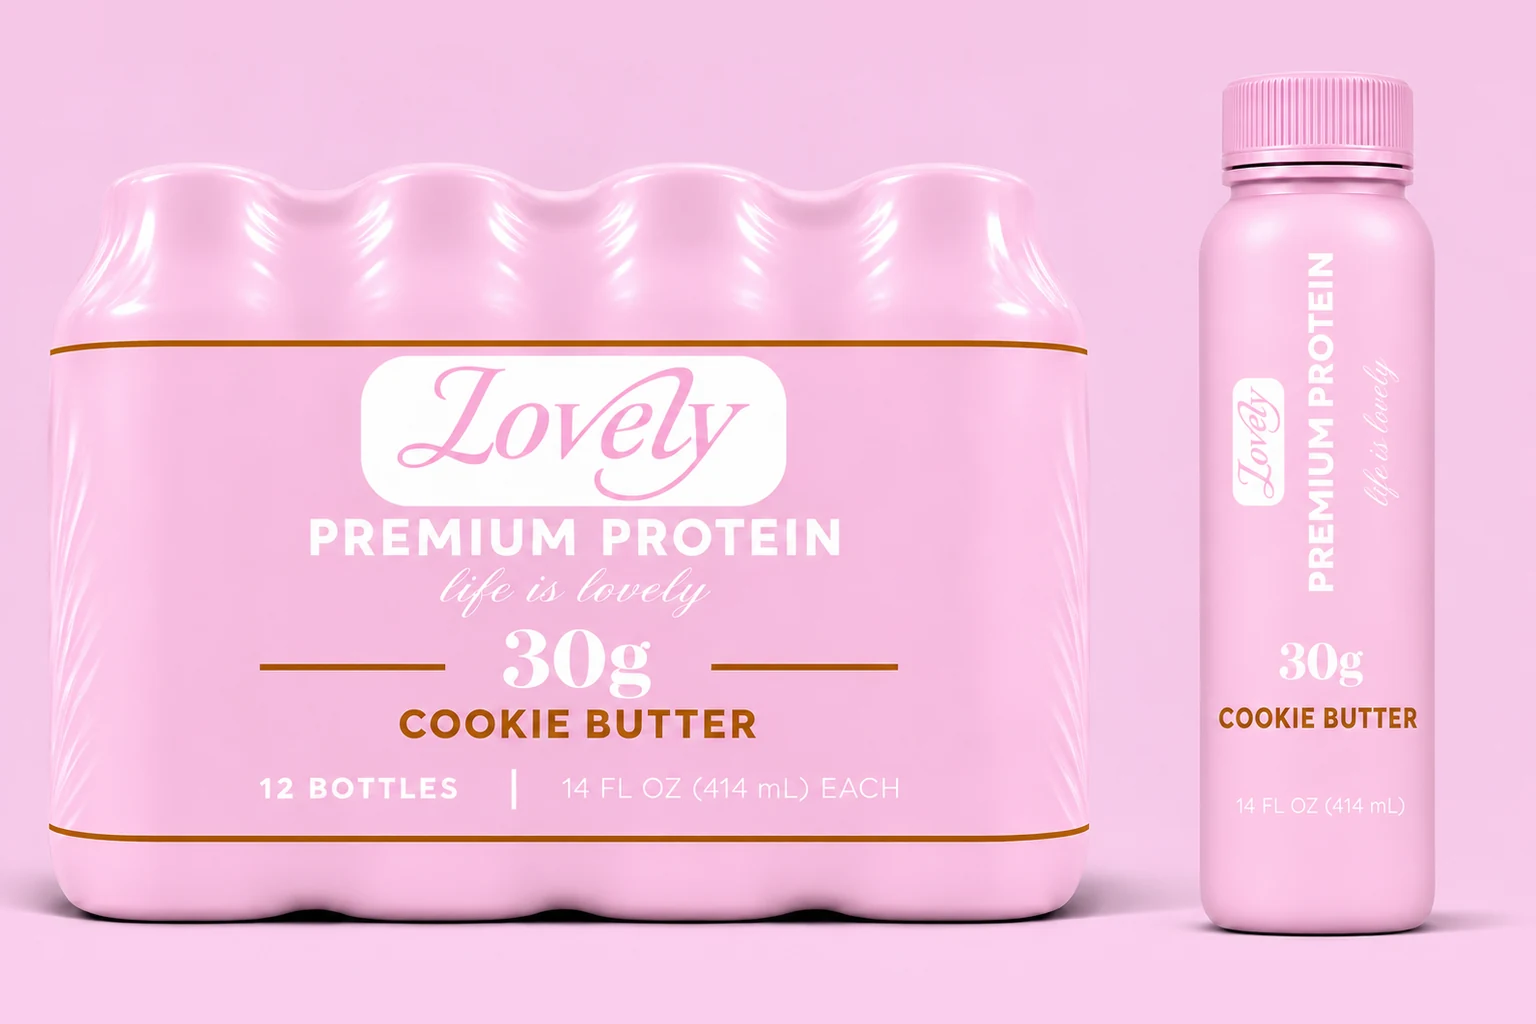 Lovely
PREMIUM PROTEIN
life is lovely
30g
COOKIE BUTTER
12 BOTTLES | 14 FL OZ (414 mL) EACH
Lovely
PREMIUM PROTEIN
life is lovely
30g
COOKIE BUTTER
14 FL OZ (414 mL)